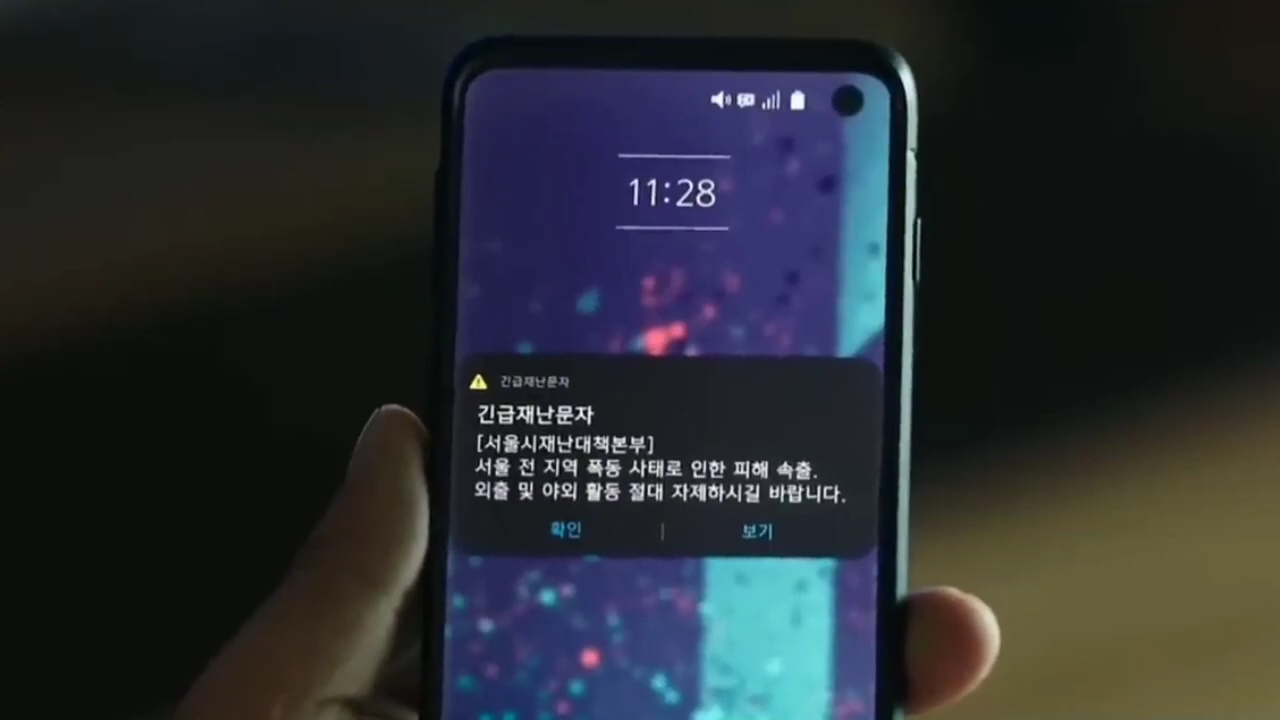 11:28
긴급재난문자
긴급재난문자
[서울시재난대책본부]
서울 전 지역 폭동 사태로 인한 피해 속출.
외출 및 야외 활동 절대 자제하시길 바랍니다.
확인 | 보기